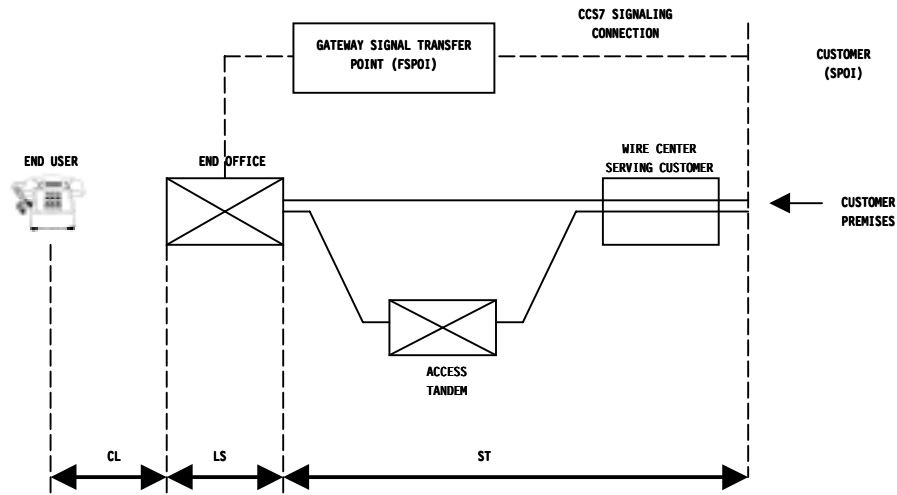 CCS7 SIGNALING
CONNECTION
GATEWAY SIGNAL TRANSFER
POINT (FSPOI)
CUSTOMER
(SPOI)
END USER
END OFFICE
WIRE CENTER
SERVING CUSTOMER
CUSTOMER
PREMISES
ACCESS
TANDEM
CL
LS
ST